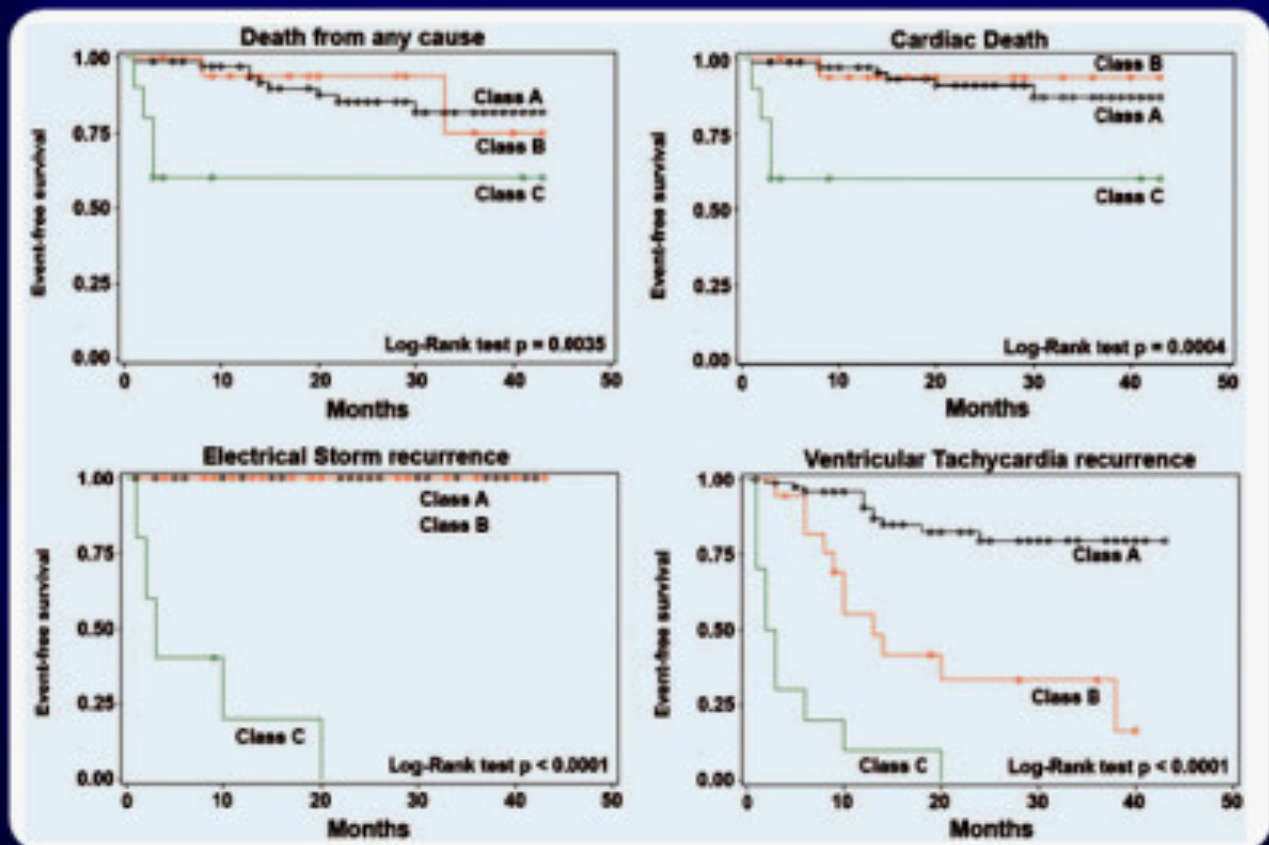 Death from any cause
Event-free survival
1.00
0.75
0.50
0.25
0.00
Class A
Class B
Class C
Log-Rank test p = 0.0035
0 10 20 30 40 50
Months
Cardiac Death
Event-free survival
1.00
0.75
0.50
0.25
0.00
Class B
Class A
Class C
Log-Rank test p = 0.0004
0 10 20 30 40 50
Months
Electrical Storm recurrence
Event-free survival
1.00
0.75
0.50
0.25
0.00
Class A
Class B
Class C
Log-Rank test p < 0.0001
0 10 20 30 40 50
Months
Ventricular Tachycardia recurrence
Event-free survival
1.00
0.75
0.50
0.25
0.00
Class A
Class B
Class C
Log-Rank test p < 0.0001
0 10 20 30 40 50
Months